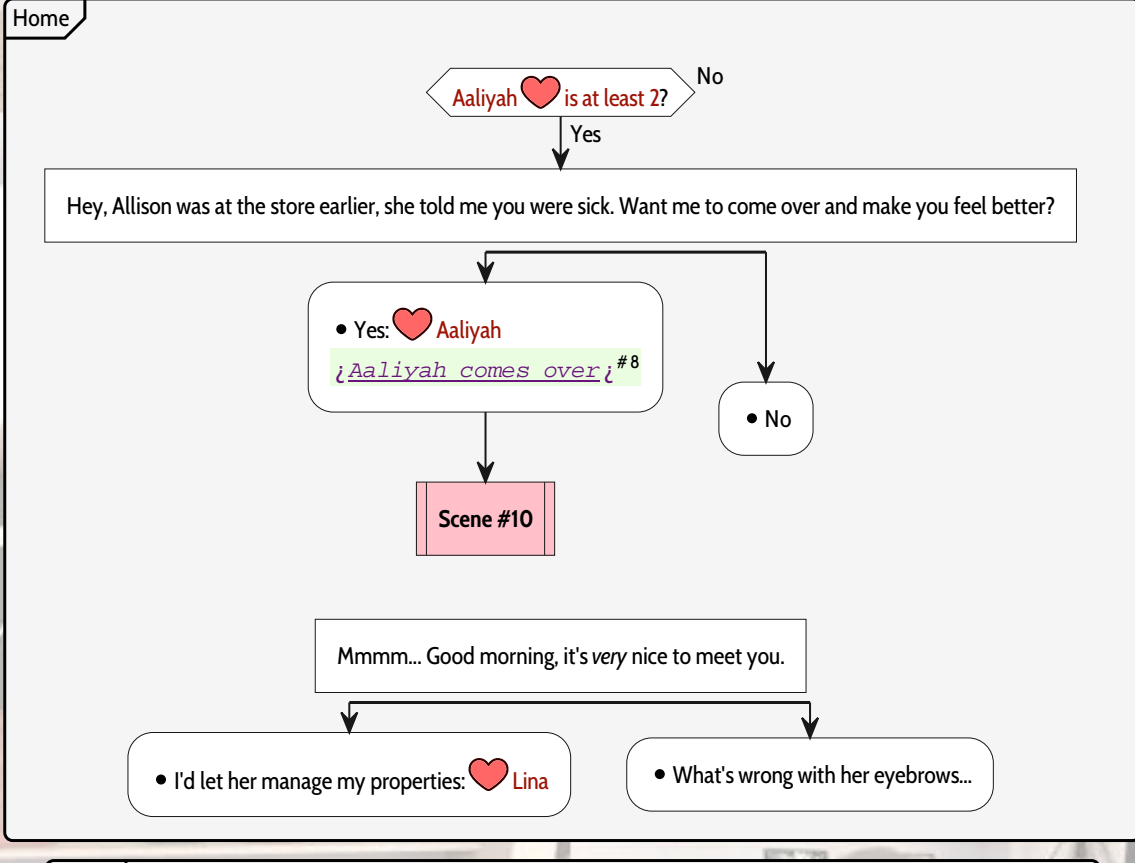 Home
Aaliyah is at least 2?
No
Yes
Hey, Allison was at the store earlier, she told me you were sick. Want me to come over and make you feel better?
• Yes: Aaliyah
¿Aaliyah comes over¿#8
• No
Scene #10
Mmmm... Good morning, it's very nice to meet you.
• I'd let her manage my properties: Lina
• What's wrong with her eyebrows...